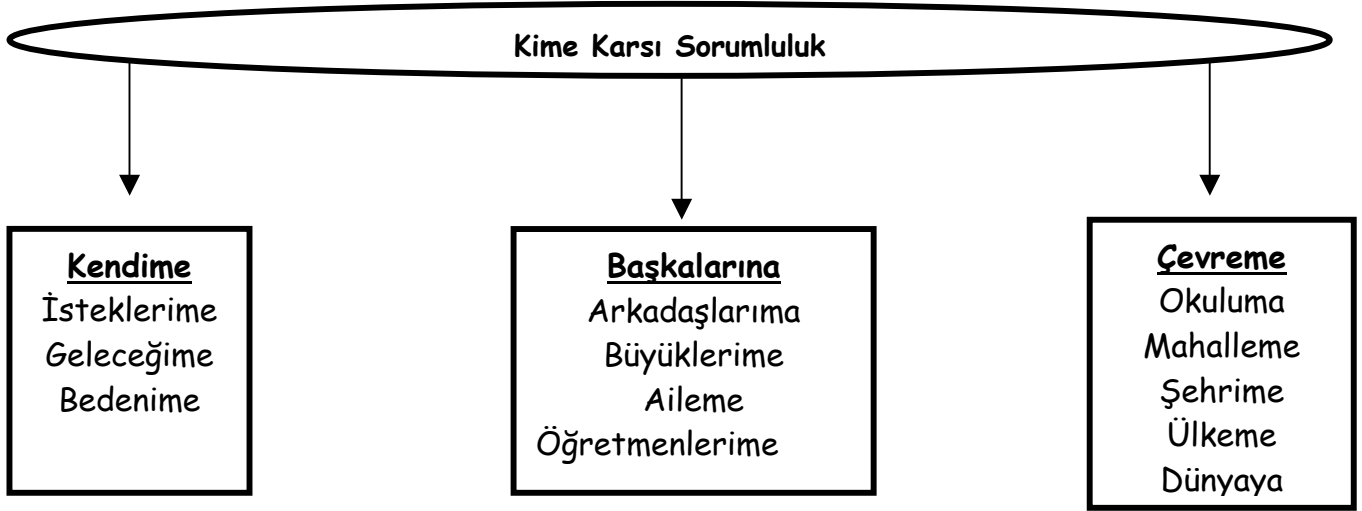 Kime Karsı Sorumluluk
Kendime
İsteklerime
Geleceğime
Bedenime
Başkalarına
Arkadaşlarıma
Büyüklerime
Aileme
Öğretmenlerime
Çevreme
Okuluma
Mahalleme
Şehrime
Ülkeme
Dünyaya